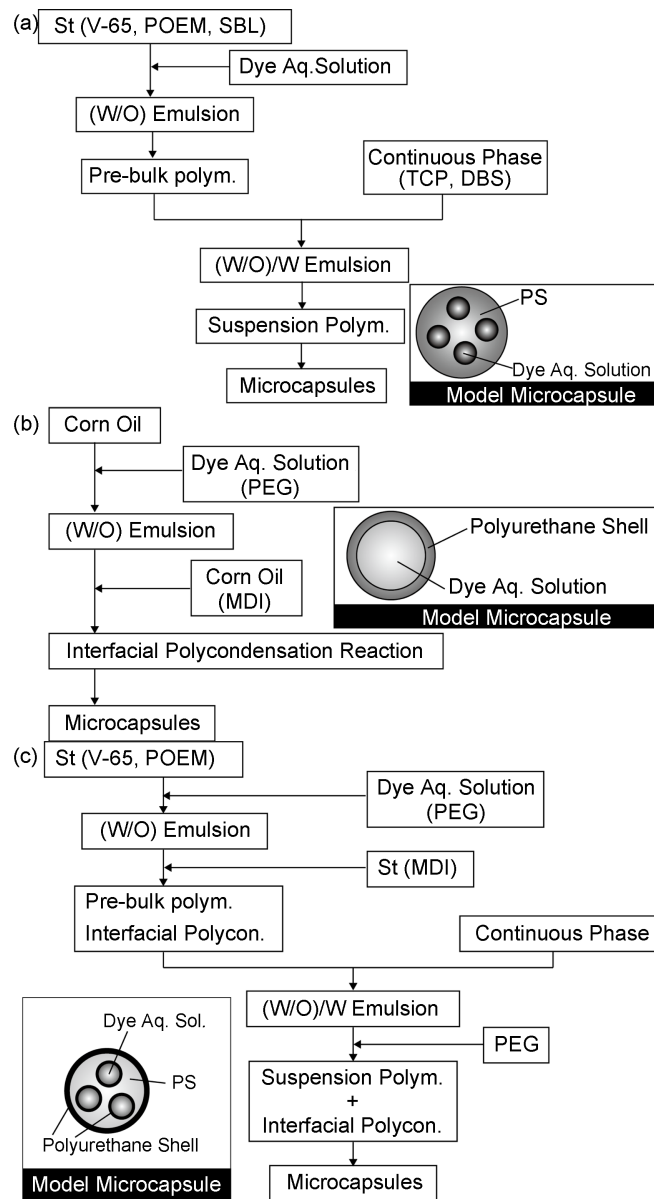 (a)
St (V-65, POEM, SBL)
Dye Aq.Solution
(W/O) Emulsion
Pre-bulk polym.
Continuous Phase
(TCP, DBS)
(W/O)/W Emulsion
Suspension Polym.
Microcapsules
PS
Dye Aq. Solution
Model Microcapsule
(b)
Corn Oil
Dye Aq. Solution
(PEG)
(W/O) Emulsion
Corn Oil
(MDI)
Interfacial Polycondensation Reaction
Microcapsules
Polyurethane Shell
Dye Aq. Solution
Model Microcapsule
(c)
St (V-65, POEM)
Dye Aq. Solution
(PEG)
(W/O) Emulsion
St (MDI)
Pre-bulk polym.
Interfacial Polycon.
Continuous Phase
(W/O)/W Emulsion
PEG
Suspension Polym.
+
Interfacial Polycon.
Microcapsules
Dye Aq. Sol.
PS
Polyurethane Shell
Model Microcapsule